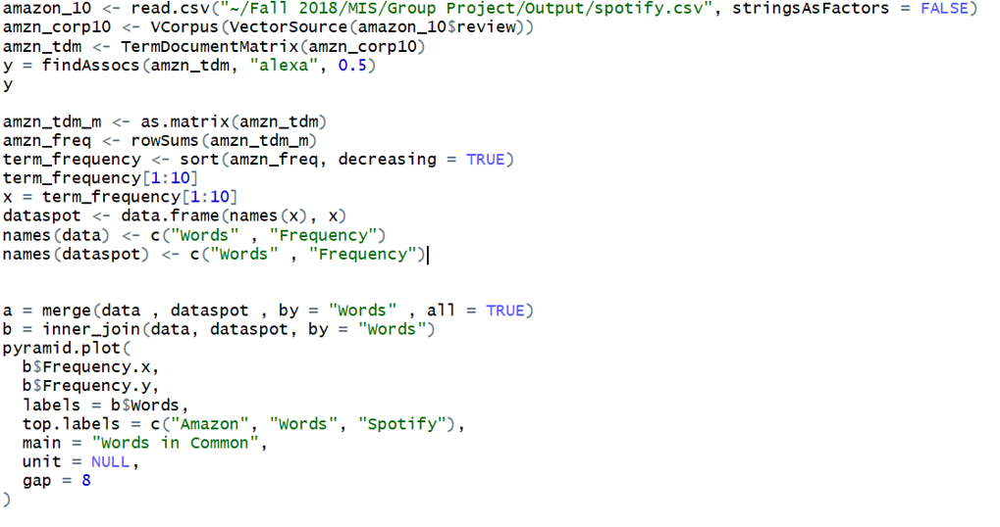 amazon_10 <- read.csv("~/Fall 2018/MIS/Group Project/Output/spotify.csv", stringsAsFactors = FALSE)
amzn_corp10 <- VCorpus(VectorSource(amazon_10$review))
amzn_tdm <- TermDocumentMatrix(amzn_corp10)
y = findAssocs(amzn_tdm, "alexa", 0.5)
y
amzn_tdm_m <- as.matrix(amzn_tdm)
amzn_freq <- rowSums(amzn_tdm_m)
term_frequency <- sort(amzn_freq, decreasing = TRUE)
term_frequency[1:10]
x = term_frequency[1:10]
dataspot <- data.frame(names(x), x)
names(data) <- c("Words" , "Frequency")
names(dataspot) <- c("Words" , "Frequency")
a = merge(data , dataspot , by = "Words" , all = TRUE)
b = inner_join(data, dataspot, by = "Words")
pyramid.plot(
  b$Frequency.x,
  b$Frequency.y,
  labels = b$Words,
  top.labels = c("Amazon", "Words", "Spotify"),
  main = "Words in Common",
  unit = NULL,
  gap = 8
)